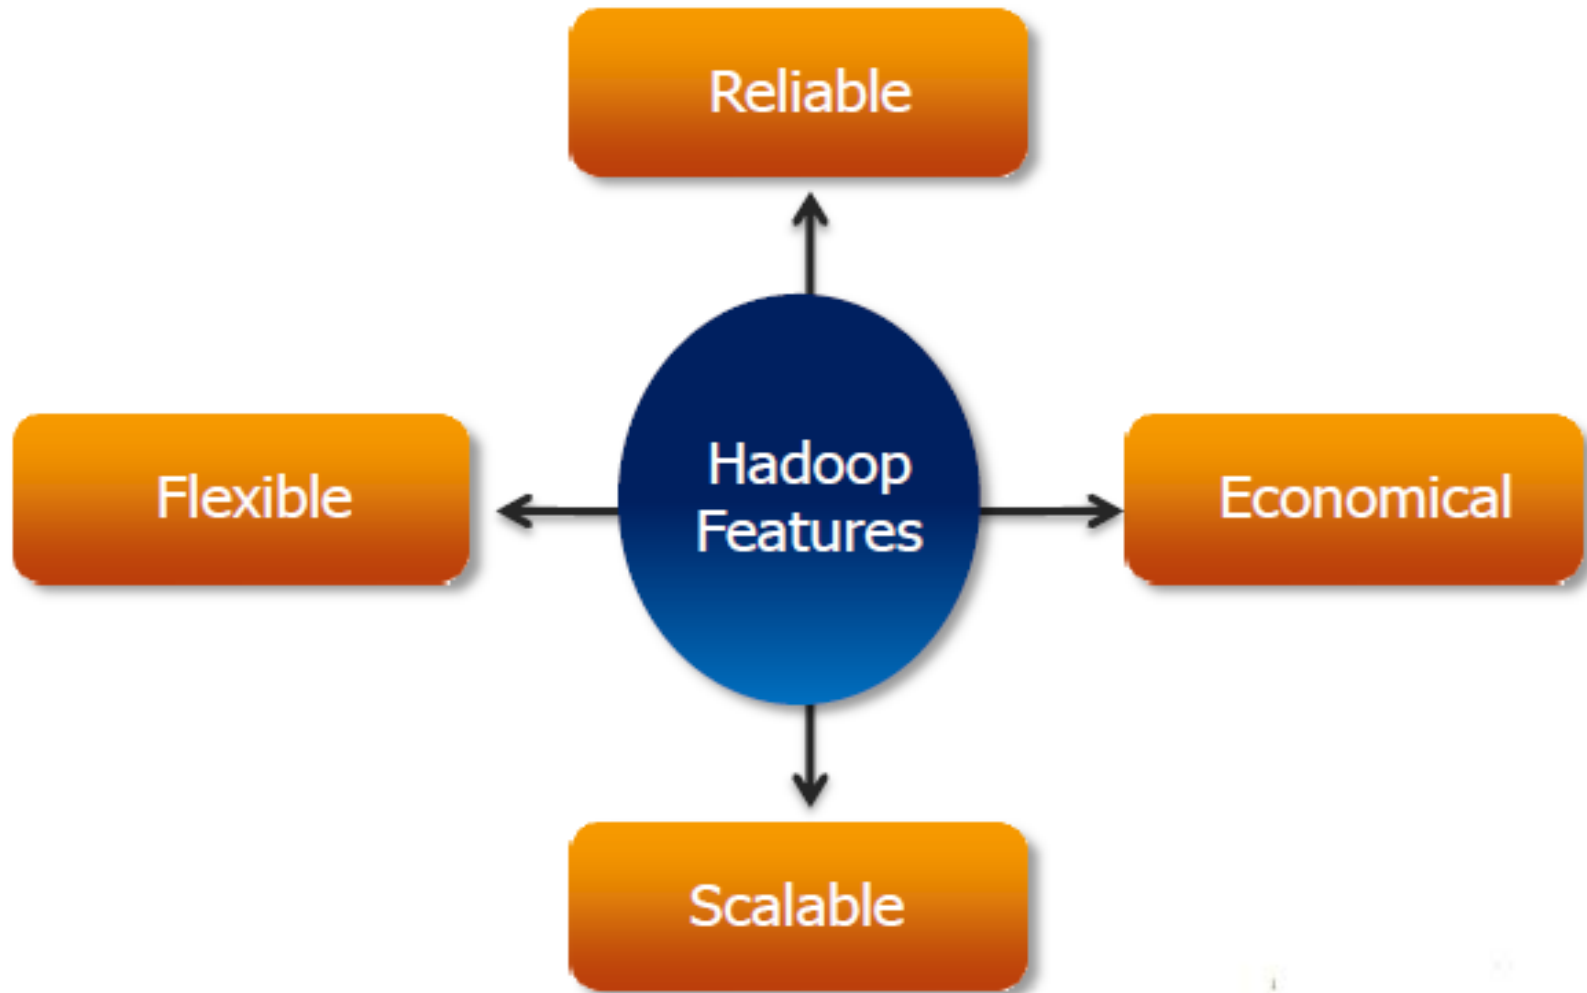 Reliable
Flexible
Hadoop
Features
Economical
Scalable